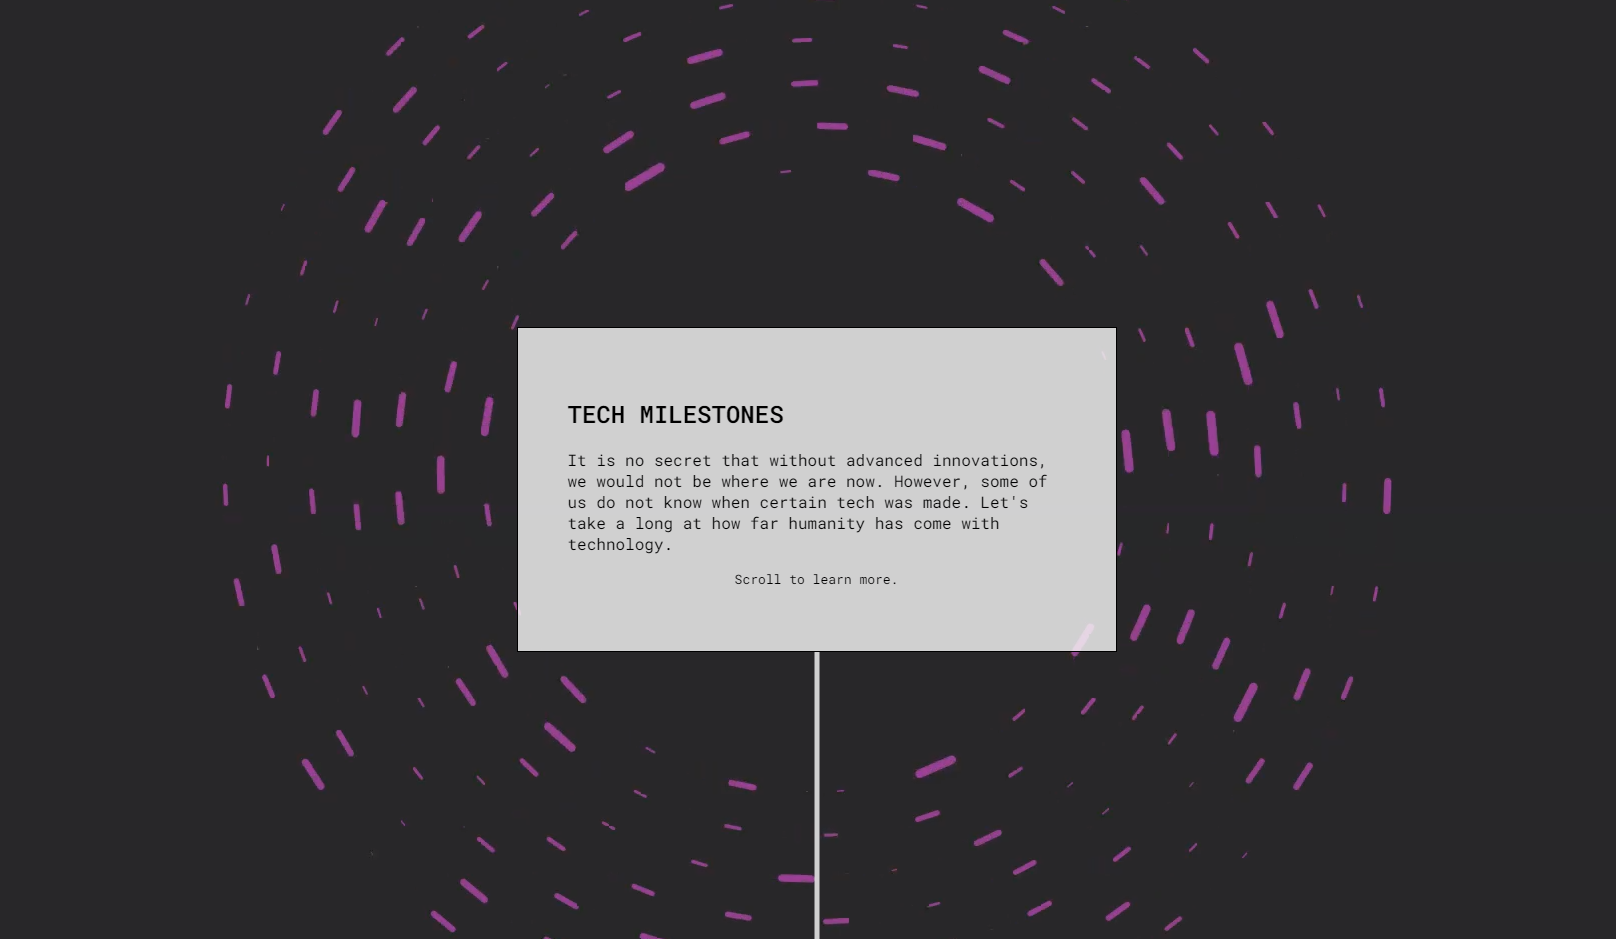 TECH MILESTONES
It is no secret that without advanced innovations,
we would not be where we are now. However, some of
us do not know when certain tech was made. Let's
take a long at how far humanity has come with
technology.
Scroll to learn more.